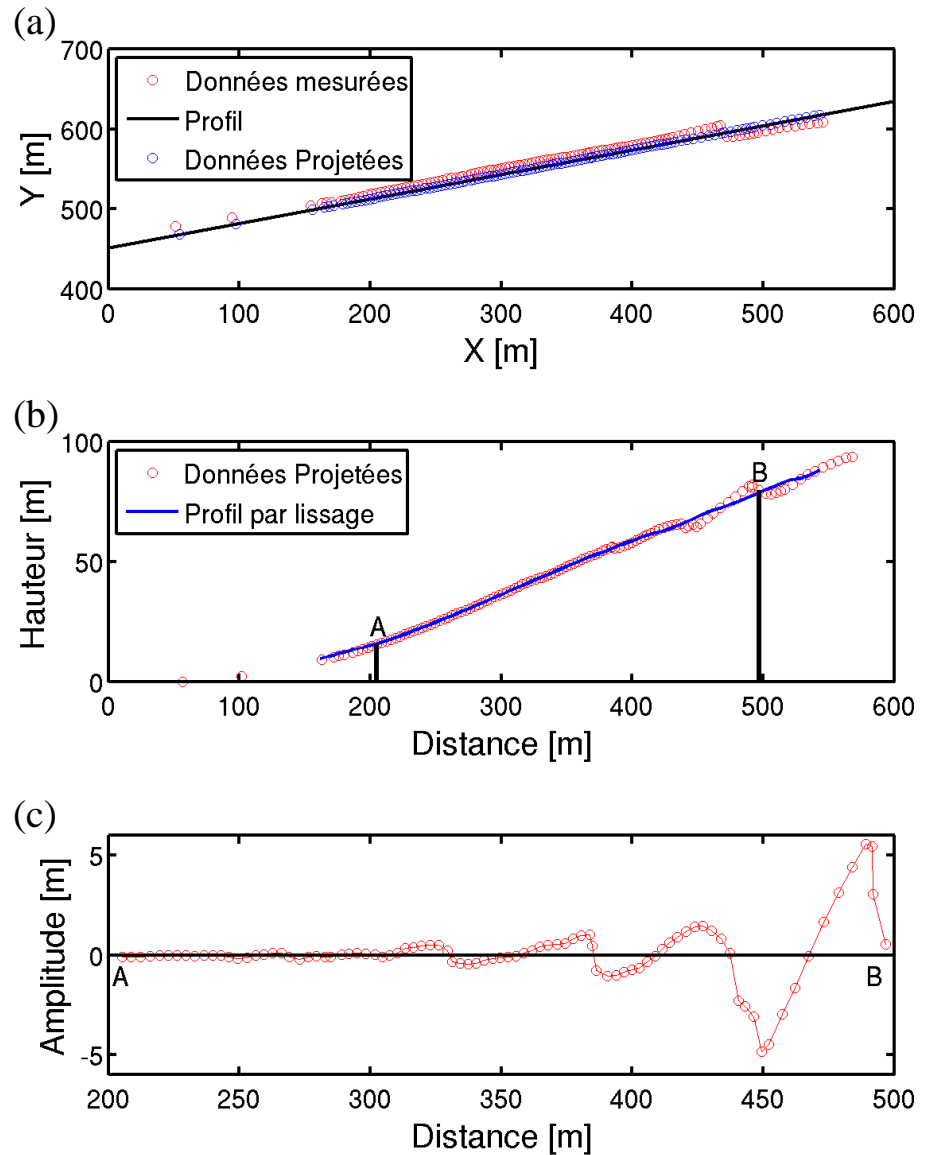 (a)
700
600
500
400
Y [m]
Données mesurées
Profil
Données Projetées
0 100 200 300 400 500 600
X [m]
(b)
100
50
0
Hauteur [m]
Données Projetées
Profil par lissage
A
B
0 100 200 300 400 500 600
Distance [m]
(c)
5
0
-5
Amplitude [m]
A
B
200 250 300 350 400 450 500
Distance [m]